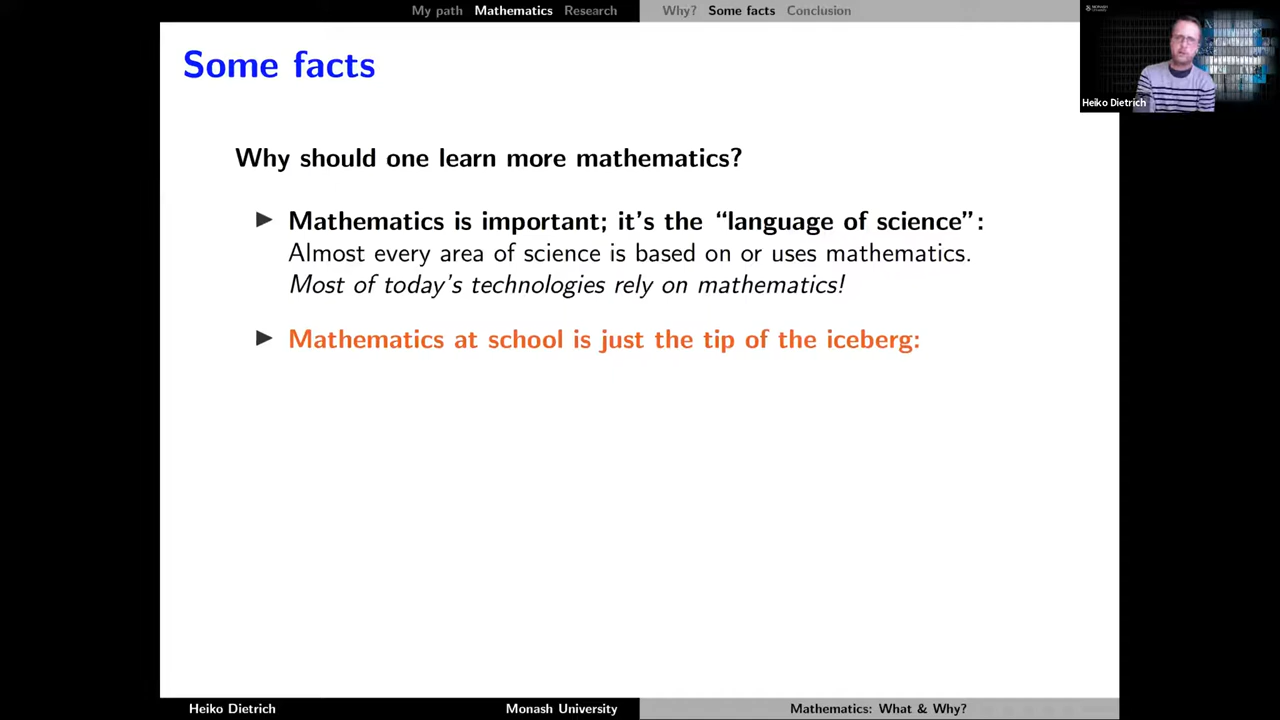 My path Mathematics Research Why? Some facts Conclusion
MONASH
Some facts
Heiko Dietrich
Why should one learn more mathematics?
▶ Mathematics is important; it's the “language of science”:
Almost every area of science is based on or uses mathematics.
Most of today's technologies rely on mathematics!
▶ Mathematics at school is just the tip of the iceberg:
Heiko Dietrich Monash University Mathematics: What & Why?